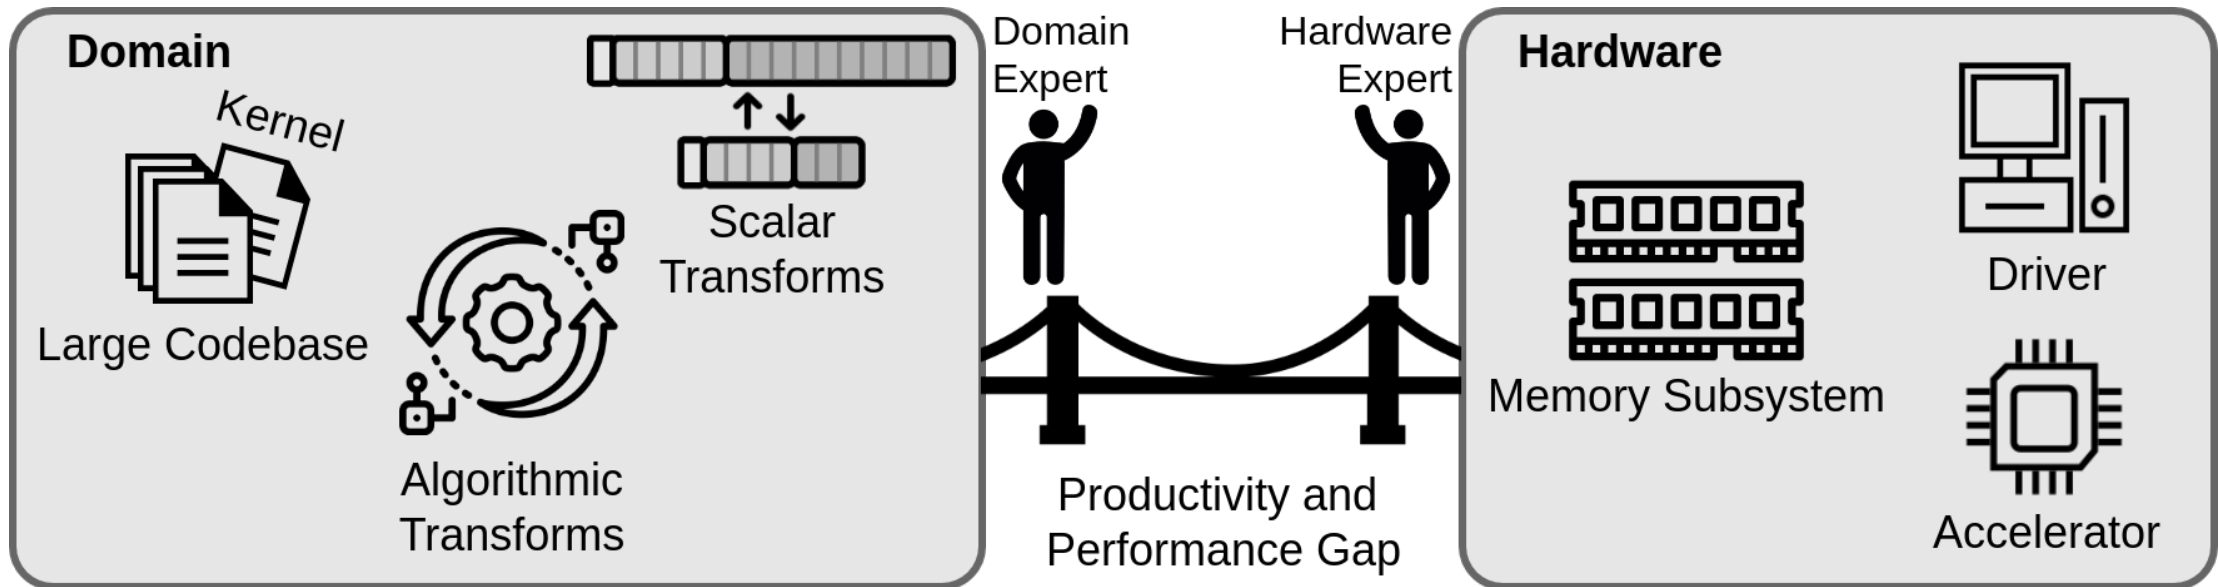 Domain
Kernel
Large Codebase
Algorithmic
Transforms
Scalar
Transforms
Domain
Expert
Hardware
Expert
Productivity and
Performance Gap
Hardware
Memory Subsystem
Driver
Accelerator